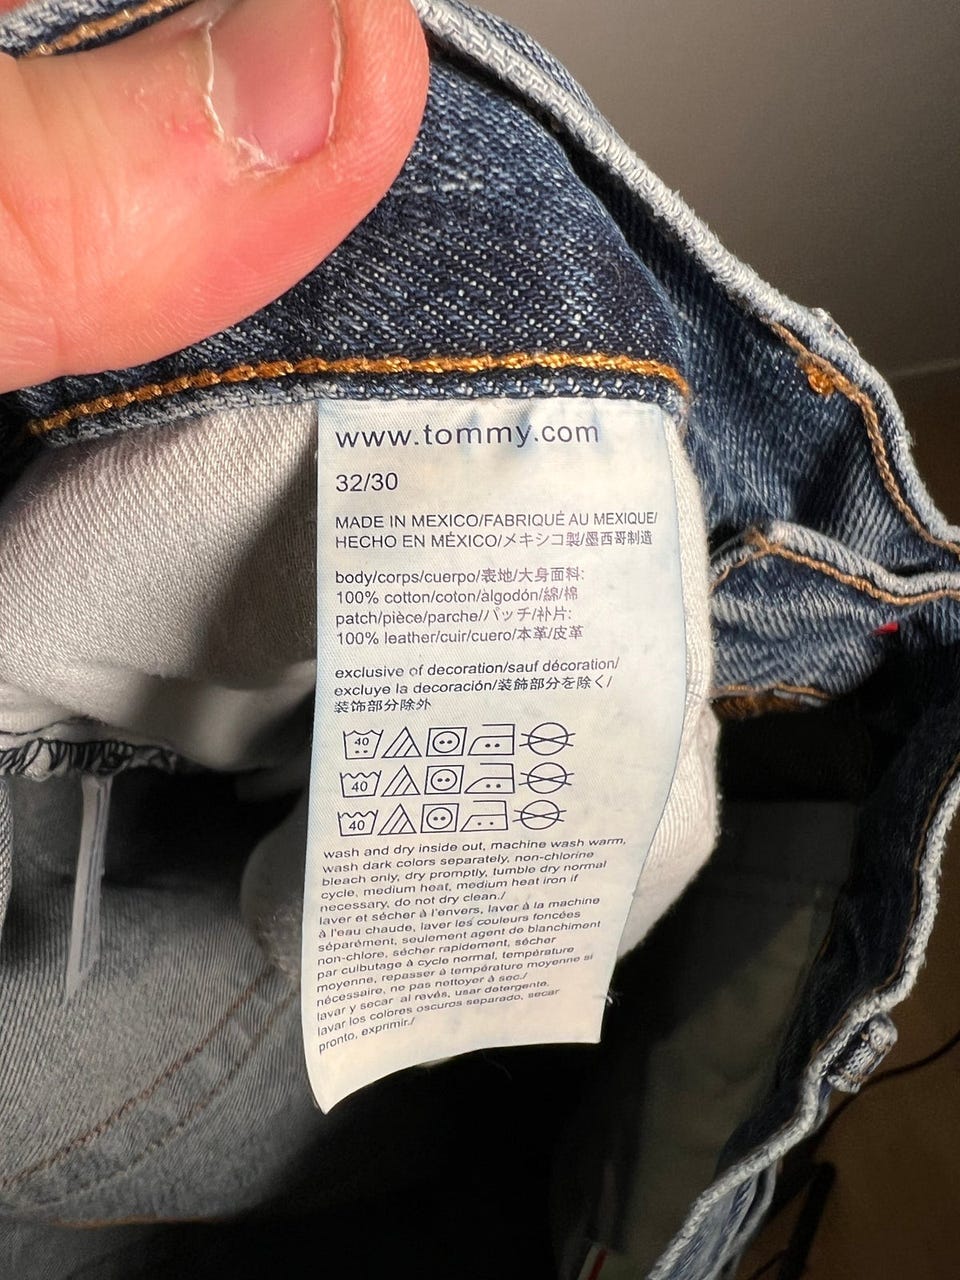 www.tommy.com
32/30
MADE IN MEXICO/FABRIQUÉ AU MEXIQUE/
HECHO EN MÉXICO/メキシコ製/墨西哥制造
body/corps/cuerpo/表地/大身面料:
100% cotton/coton/algodón/綿/棉
patch/pièce/parche/パッチ/补片:
100% leather/cuir/cuero/本革/皮革
exclusive of decoration/sauf décoration/
excluye la decoración/装飾部分を除く/
装饰部分除外
40
40
40
wash and dry inside out, machine wash warm,
wash dark colors separately, non-chlorine
bleach only, dry promptly, tumble dry normal
cycle, medium heat, medium heat iron if
necessary, do not dry clean./
laver et sécher à l'envers, laver à la machine
à l'eau chaude, laver les couleurs foncées
séparément, seulement agent de blanchiment
non-chlore, sécher rapidement, sécher
par culbutage à cycle normal, température
moyenne, repasser à température moyenne si
nécessaire, ne pas nettoyer à sec./
lavar y secar al revés, usar detergente,
lavar los colores oscuros separado, secar
pronto, exprimir./